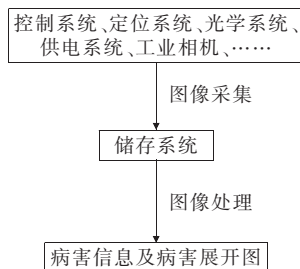 控制系统、定位系统、光学系统、
供电系统、工业相机、……
图像采集
储存系统
图像处理
病害信息及病害展开图